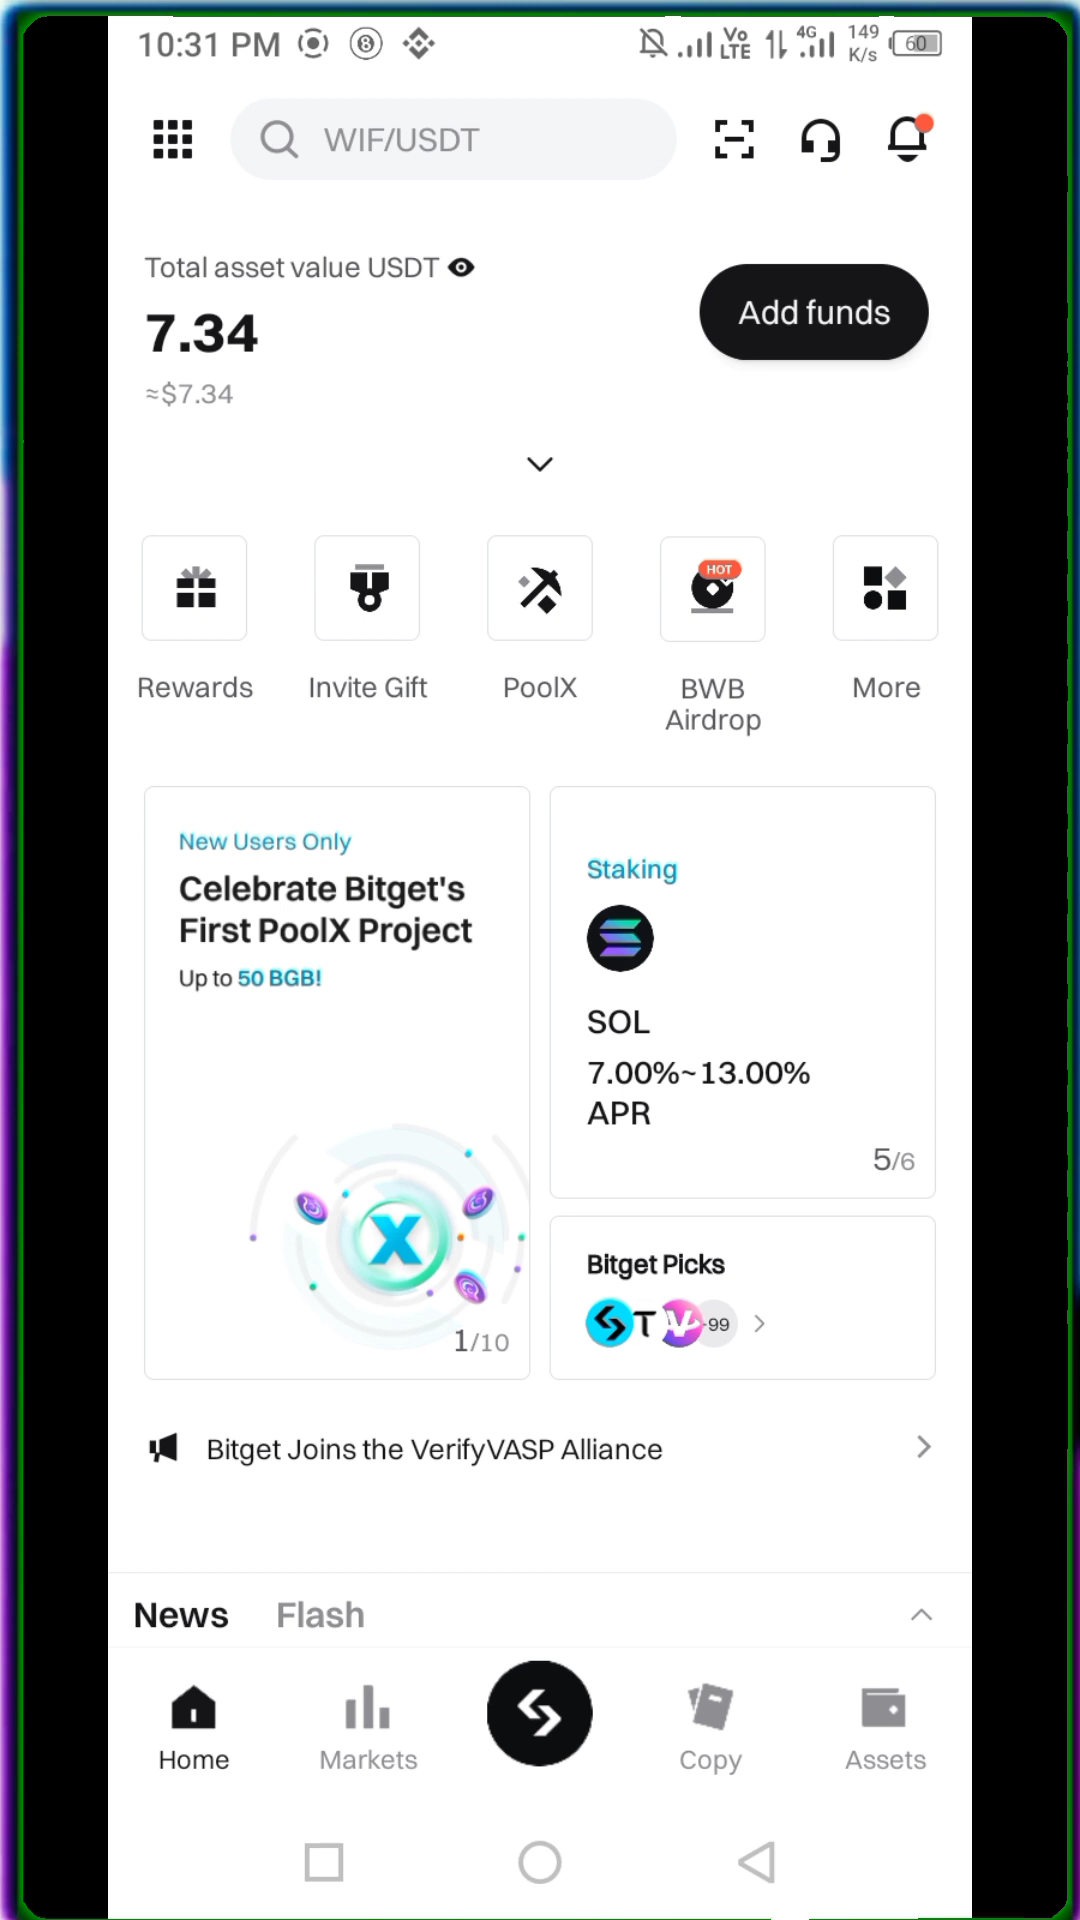 10:31 PM
Vo LTE 4G 149 K/s 60
WIF/USDT
Total asset value USDT
7.34
≈$7.34
Add funds
HOT
Rewards
Invite Gift
PoolX
BWB
Airdrop
More
New Users Only
Celebrate Bitget's
First PoolX Project
Up to 50 BGB!
X
1/10
Staking
SOL
7.00%~13.00%
APR
5/6
Bitget Picks
T
-99
Bitget Joins the VerifyVASP Alliance
News Flash
Home
Markets
Copy
Assets